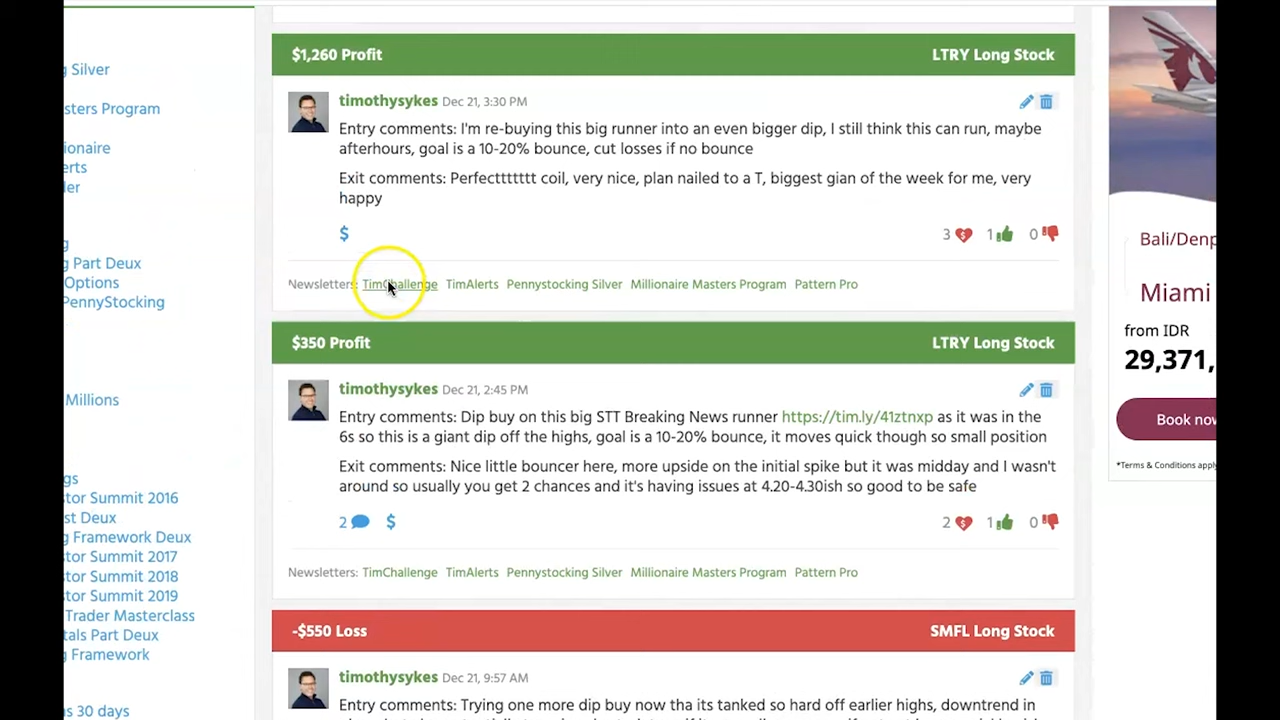 g Silver
sters Program
ionaire
erts
der
g
g Part Deux
Options
PennyStocking
Millions
gs
stor Summit 2016
st Deux
g Framework Deux
stor Summit 2017
stor Summit 2018
stor Summit 2019
Trader Masterclass
tals Part Deux
g Framework
s 30 days
$1,260 Profit LTRY Long Stock
timothysykes Dec 21, 3:30 PM
Entry comments: I'm re-buying this big runner into an even bigger dip, I still think this can run, maybe
afterhours, goal is a 10-20% bounce, cut losses if no bounce
Exit comments: Perfecttttttt coil, very nice, plan nailed to a T, biggest gian of the week for me, very
happy
$ 3 1 0
Newsletters: TimChallenge TimAlerts Pennystocking Silver Millionaire Masters Program Pattern Pro
$350 Profit LTRY Long Stock
timothysykes Dec 21, 2:45 PM
Entry comments: Dip buy on this big STT Breaking News runner https://tim.ly/41ztnxp as it was in the
6s so this is a giant dip off the highs, goal is a 10-20% bounce, it moves quick though so small position
Exit comments: Nice little bouncer here, more upside on the initial spike but it was midday and I wasn't
around so usually you get 2 chances and it's having issues at 4.20-4.30ish so good to be safe
2 $ 2 1 0
Newsletters: TimChallenge TimAlerts Pennystocking Silver Millionaire Masters Program Pattern Pro
-$550 Loss SMFL Long Stock
timothysykes Dec 21, 9:57 AM
Entry comments: Trying one more dip buy now tha its tanked so hard off earlier highs, downtrend in
Bali/Denp
Miami
from IDR
29,371,
Book now
*Terms & Conditions apply